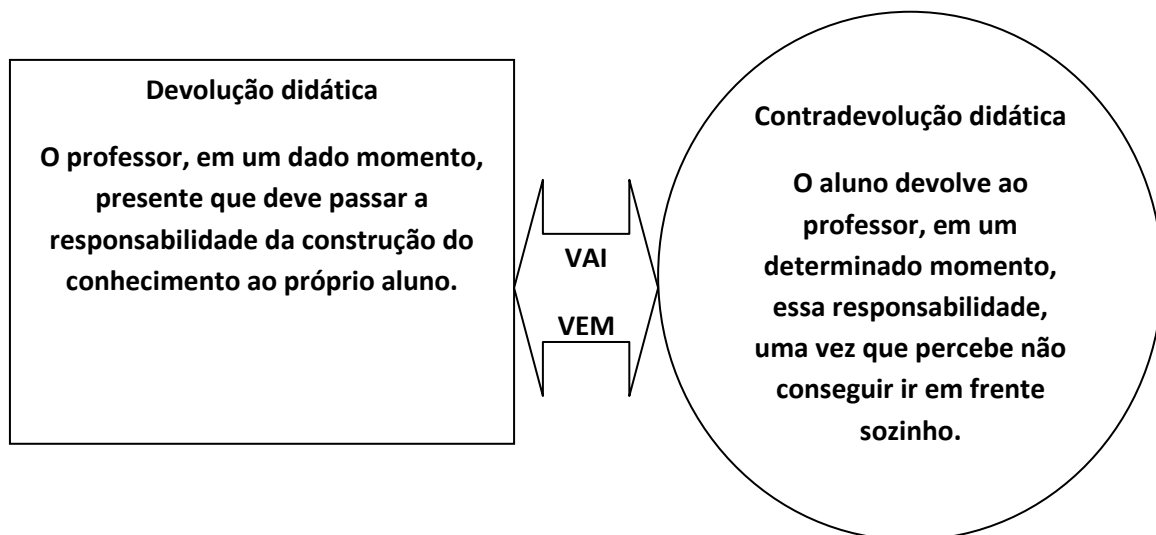 Devolução didática
O professor, em um dado momento,
presente que deve passar a
responsabilidade da construção do
conhecimento ao próprio aluno.
VAI
VEM
Contradevolução didática
O aluno devolve ao
professor, em um
determinado momento,
essa responsabilidade,
uma vez que percebe não
conseguir ir em frente
sozinho.